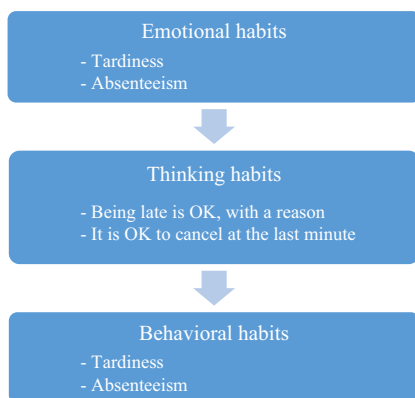 Emotional habits
- Tardiness
- Absenteeism
Thinking habits
- Being late is OK, with a reason
- It is OK to cancel at the last minute
Behavioral habits
- Tardiness
- Absenteeism